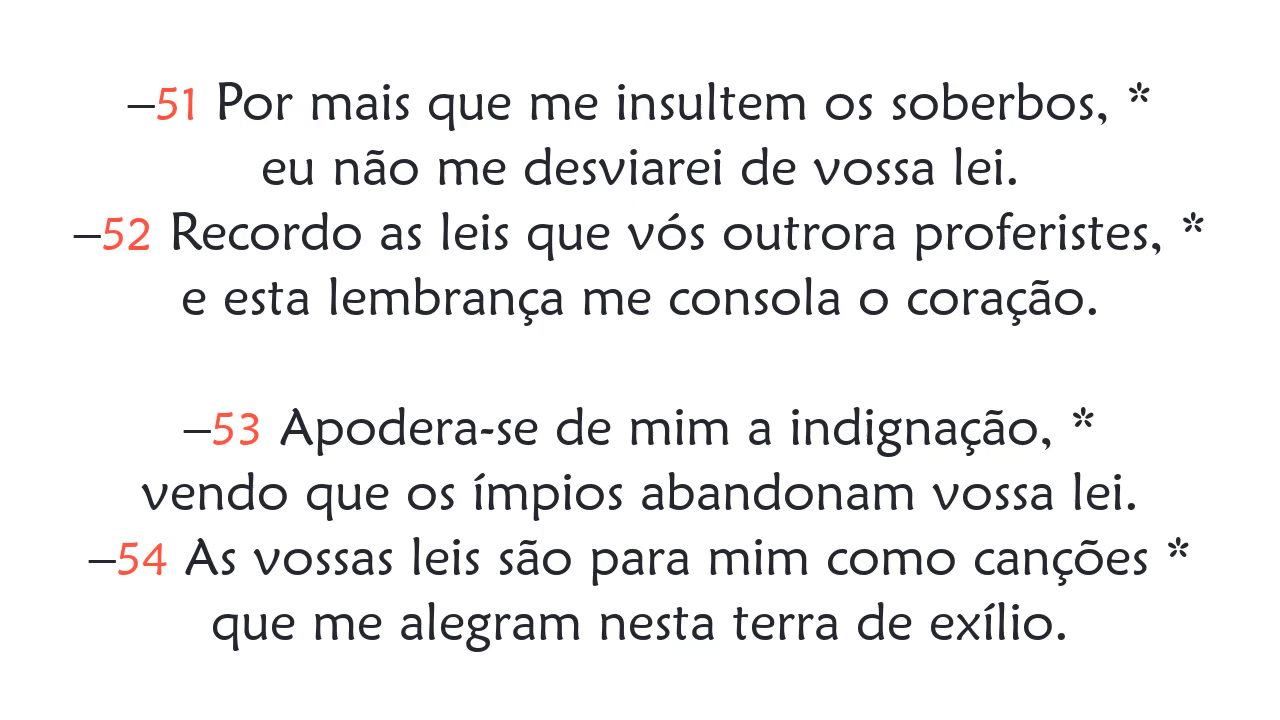 –51 Por mais que me insultem os soberbos, *
eu não me desviarei de vossa lei.
–52 Recordo as leis que vós outrora proferistes, *
e esta lembrança me consola o coração.
–53 Apodera-se de mim a indignação, *
vendo que os ímpios abandonam vossa lei.
–54 As vossas leis são para mim como canções *
que me alegram nesta terra de exílio.